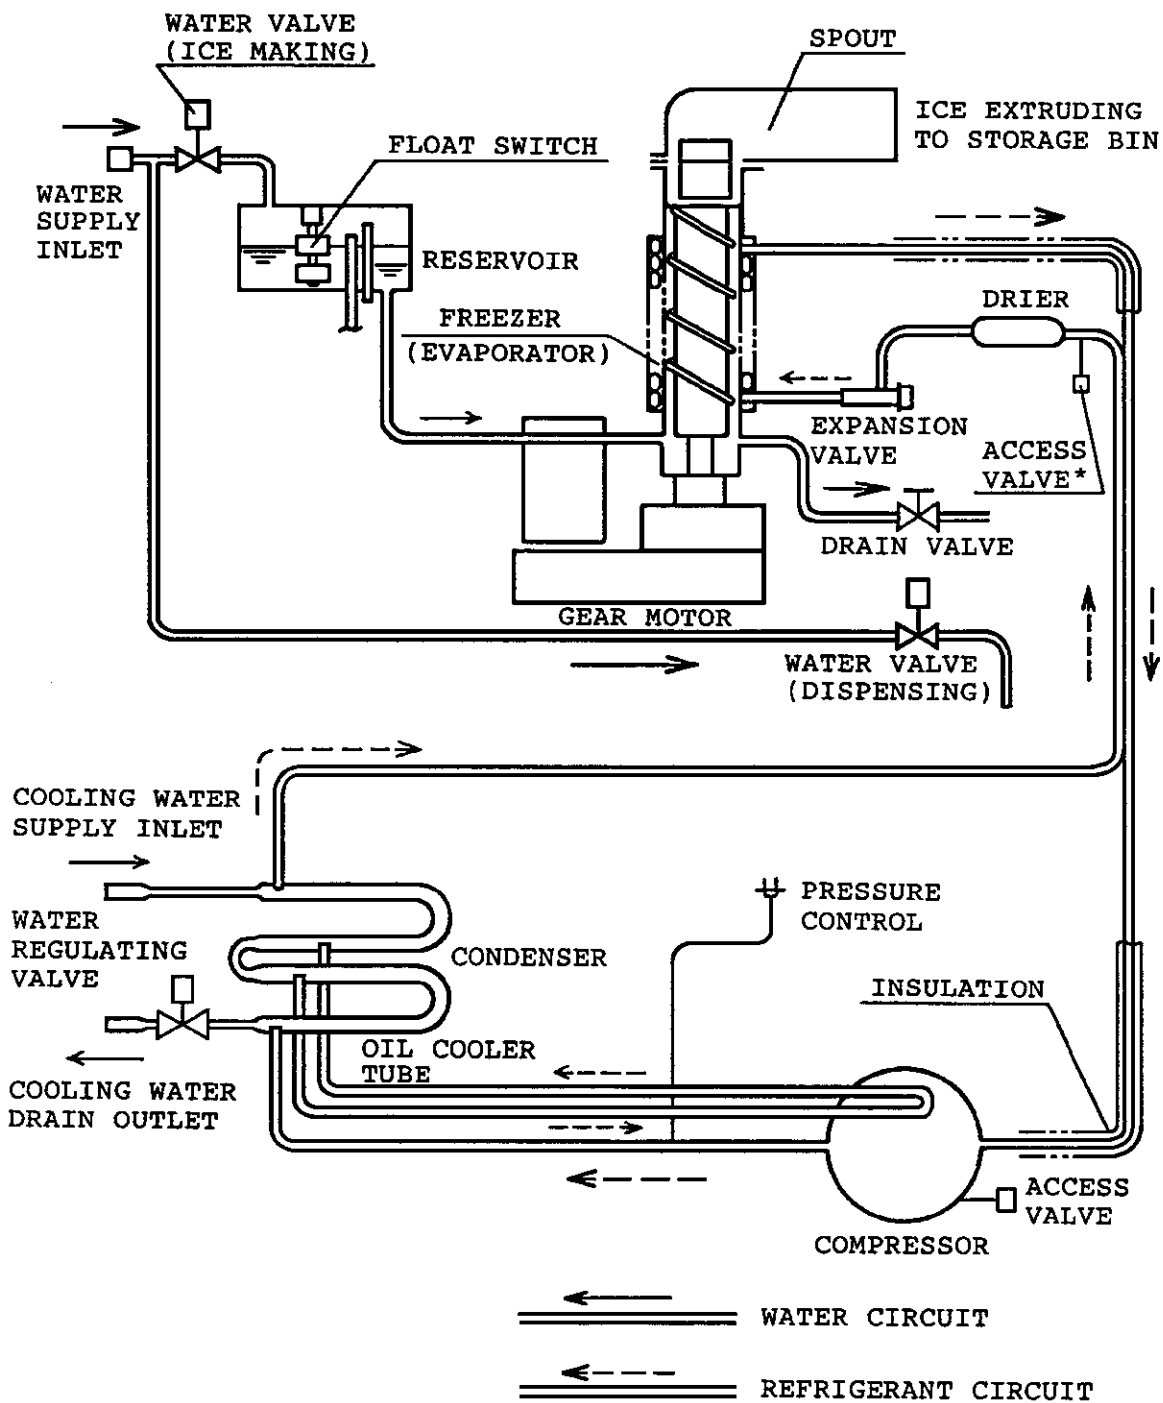 WATER VALVE
(ICE MAKING)
SPOUT
ICE EXTRUDING
TO STORAGE BIN
FLOAT SWITCH
WATER
SUPPLY
INLET
RESERVOIR
DRIER
FREEZER
(EVAPORATOR)
EXPANSION
VALVE
ACCESS
VALVE*
DRAIN VALVE
GEAR MOTOR
WATER VALVE
(DISPENSING)
COOLING WATER
SUPPLY INLET
PRESSURE
CONTROL
WATER
REGULATING
VALVE
CONDENSER
INSULATION
OIL COOLER
TUBE
COOLING WATER
DRAIN OUTLET
ACCESS
VALVE
COMPRESSOR
WATER CIRCUIT
REFRIGERANT CIRCUIT